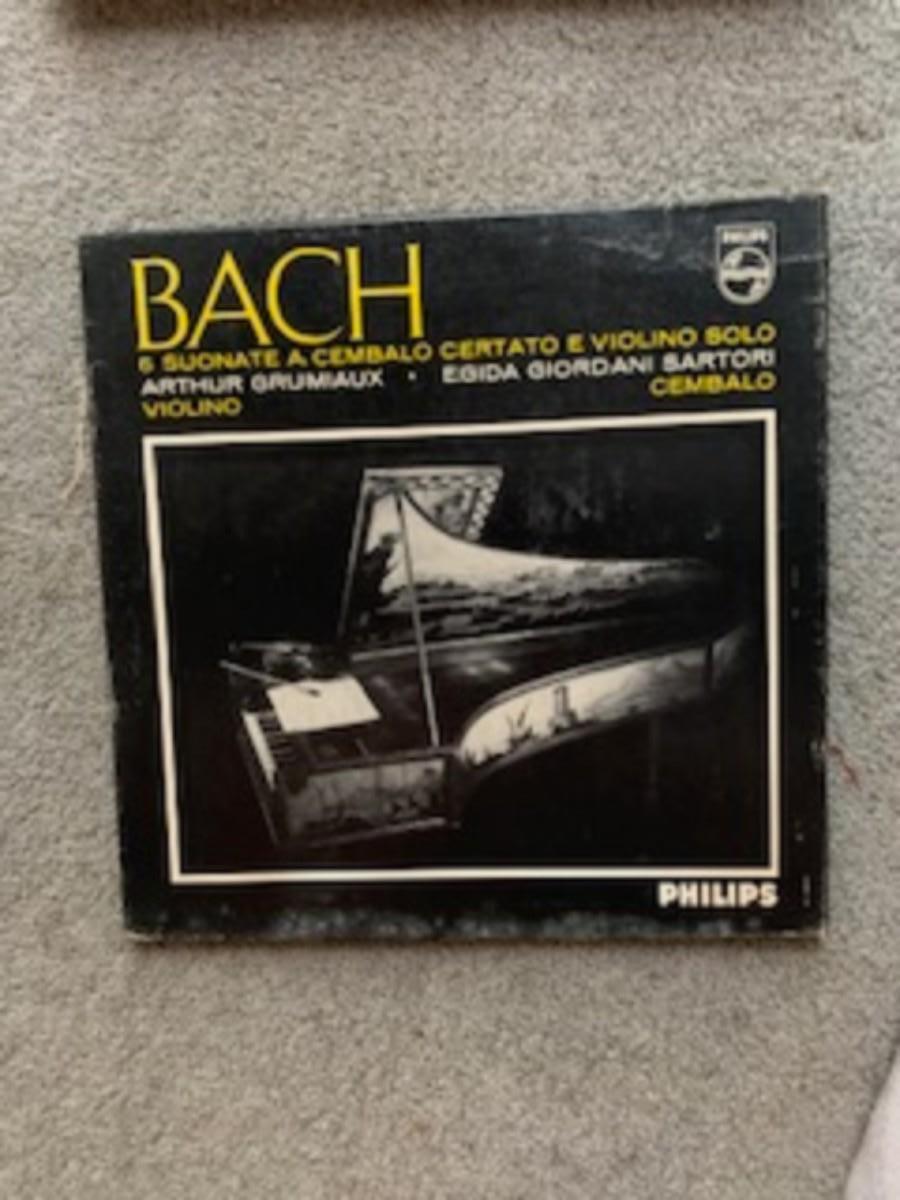 BACH
PHILIPS
6 SUONATE A CEMBALO CERTATO E VIOLINO SOLO
ARTHUR GRUMIAUX • EGIDA GIORDANI SARTORI
VIOLINO CEMBALO
PHILIPS